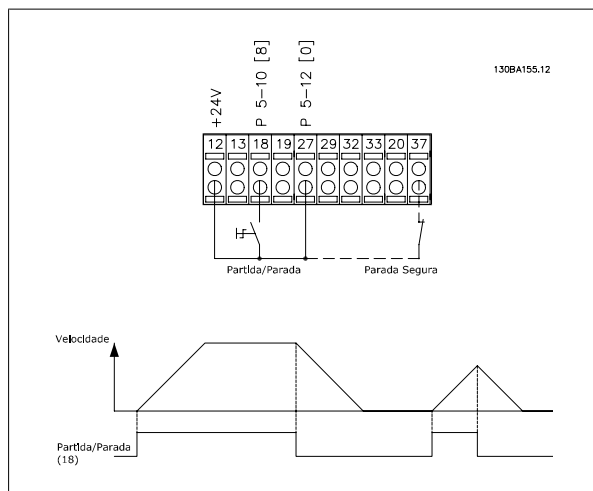 130BA155.12
+24V
P 5-10 [8]
P 5-12 [0]
12 13 18 19 27 29 32 33 20 37
Partida/Parada
Parada Segura
Velocidade
Partida/Parada
(18)